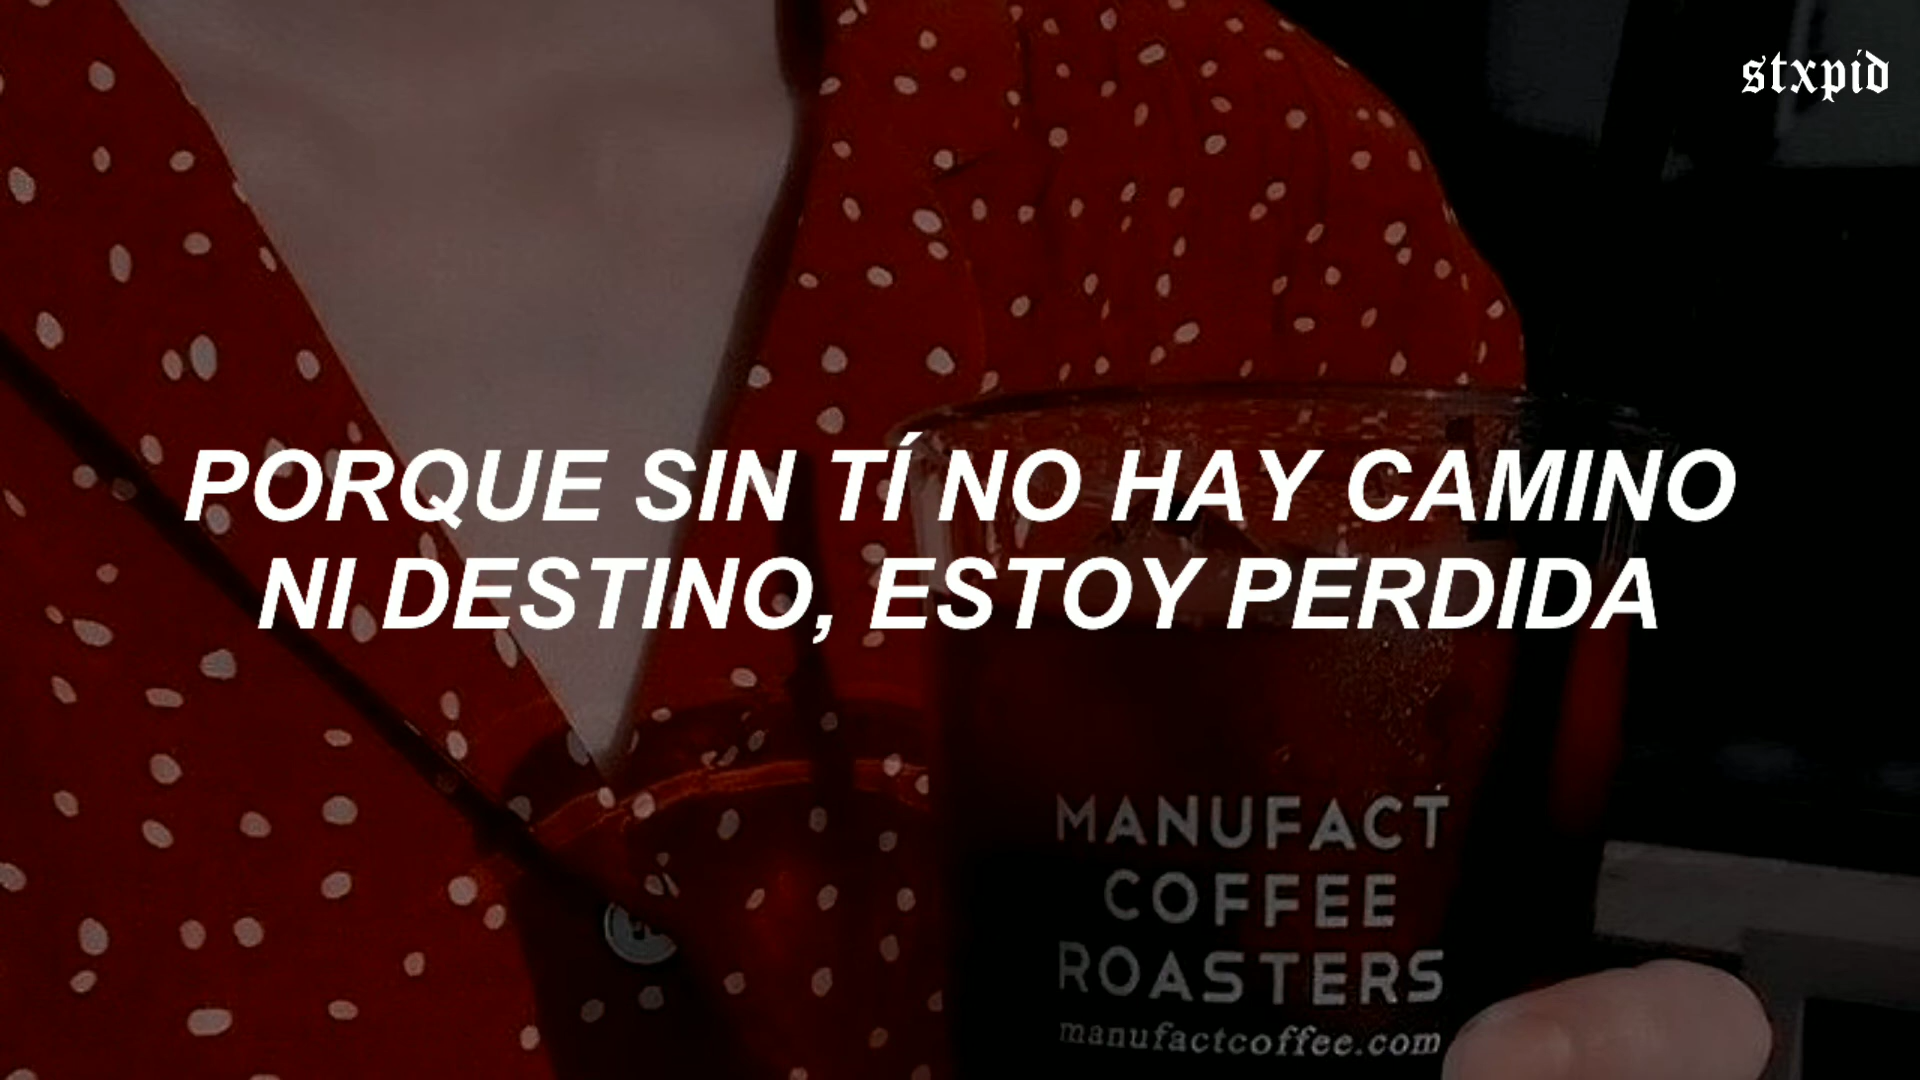 stxpid
PORQUE SIN TÍ NO HAY CAMINO
NI DESTINO, ESTOY PERDIDA
MANUFACT
COFFEE
ROASTERS
manufactcoffee.com